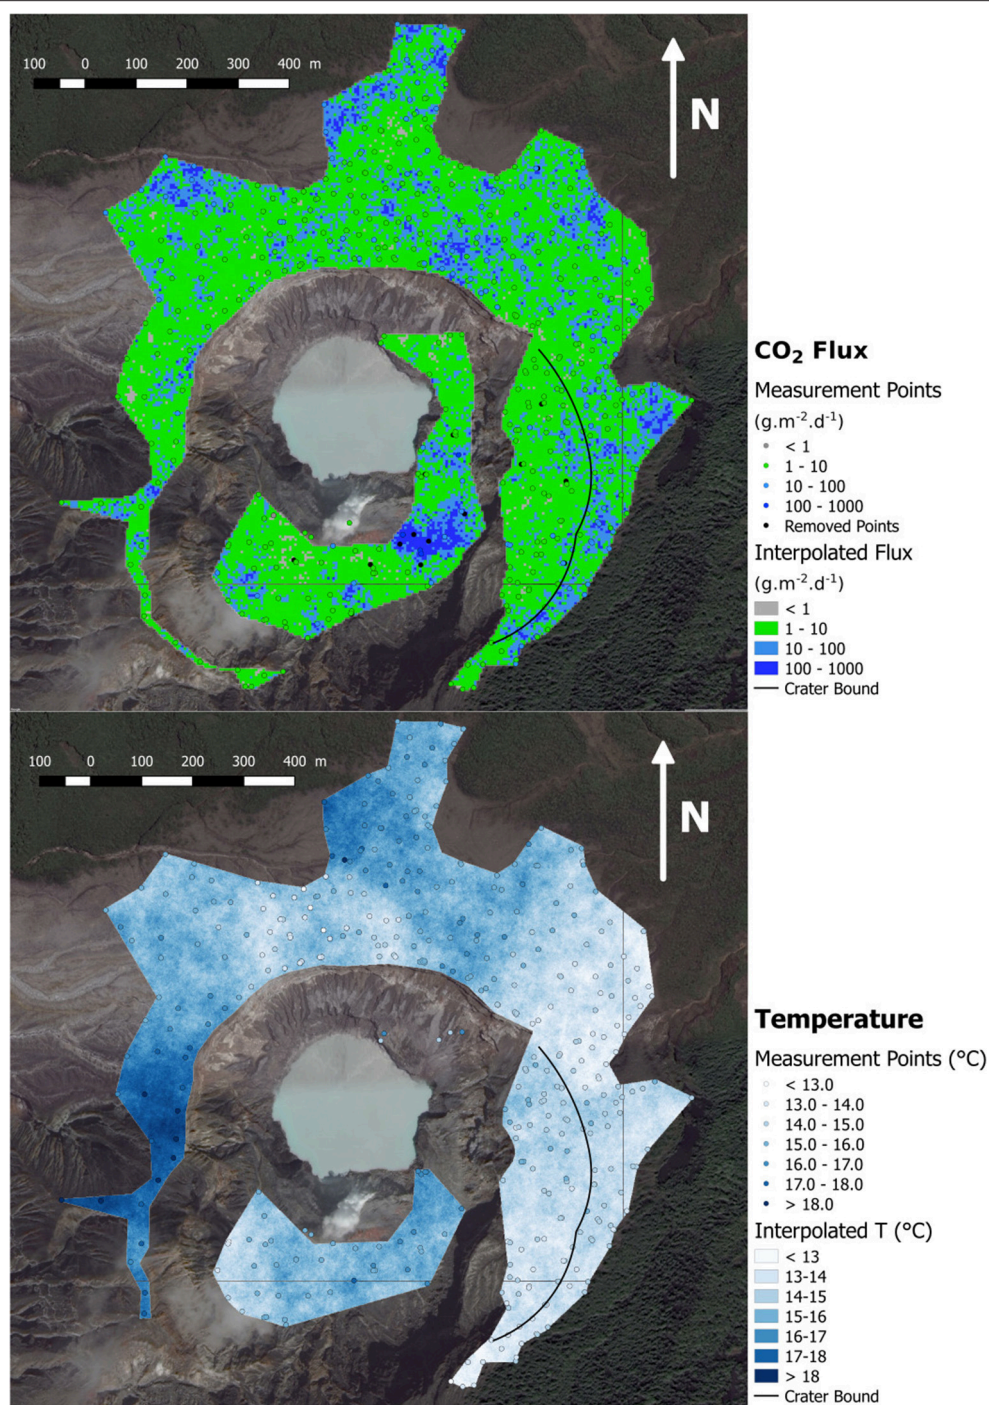 100 0 100 200 300 400 m
N
CO2 Flux
Measurement Points
(g.m-2.d-1)
< 1
1 - 10
10 - 100
100 - 1000
Removed Points
Interpolated Flux
(g.m-2.d-1)
< 1
1 - 10
10 - 100
100 - 1000
Crater Bound
100 0 100 200 300 400 m
N
Temperature
Measurement Points (°C)
< 13.0
13.0 - 14.0
14.0 - 15.0
15.0 - 16.0
16.0 - 17.0
17.0 - 18.0
> 18.0
Interpolated T (°C)
< 13
13-14
14-15
15-16
16-17
17-18
> 18
Crater Bound